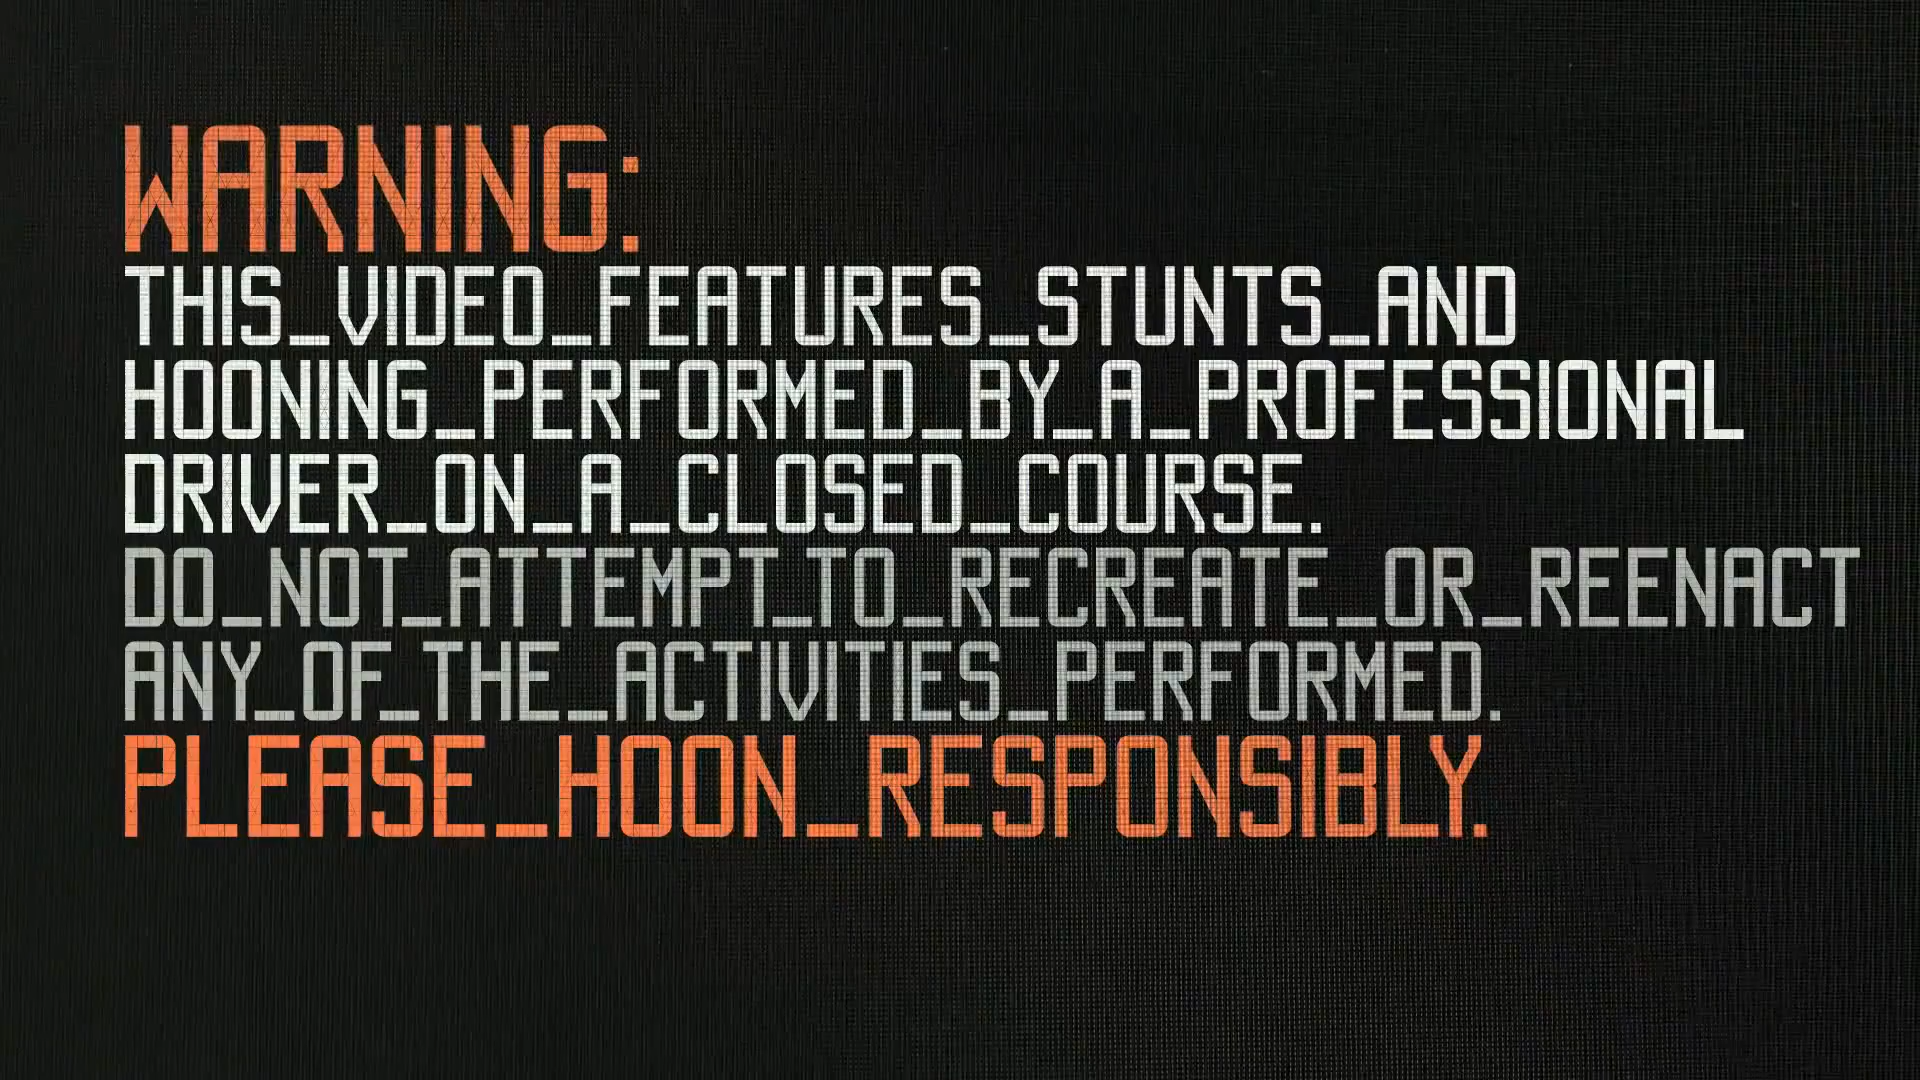 WARNING:
THIS_VIDEO_FEATURES_STUNTS_AND
HOONING_PERFORMED_BY_A_PROFESSIONAL
DRIVER_ON_A_CLOSED_COURSE.
DO_NOT_ATTEMPT_TO_RECREATE_OR_REENACT
ANY_OF_THE_ACTIVITIES_PERFORMED.
PLEASE_HOON_RESPONSIBLY.